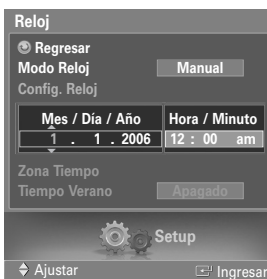 Reloj
Regresar
Modo Reloj Manual
Config. Reloj
Mes / Día / Año Hora / Minuto
1 . 1 . 2006 12 : 00 am
Zona Tiempo
Tiempo Verano Apagado
Setup
Ajustar Ingresar